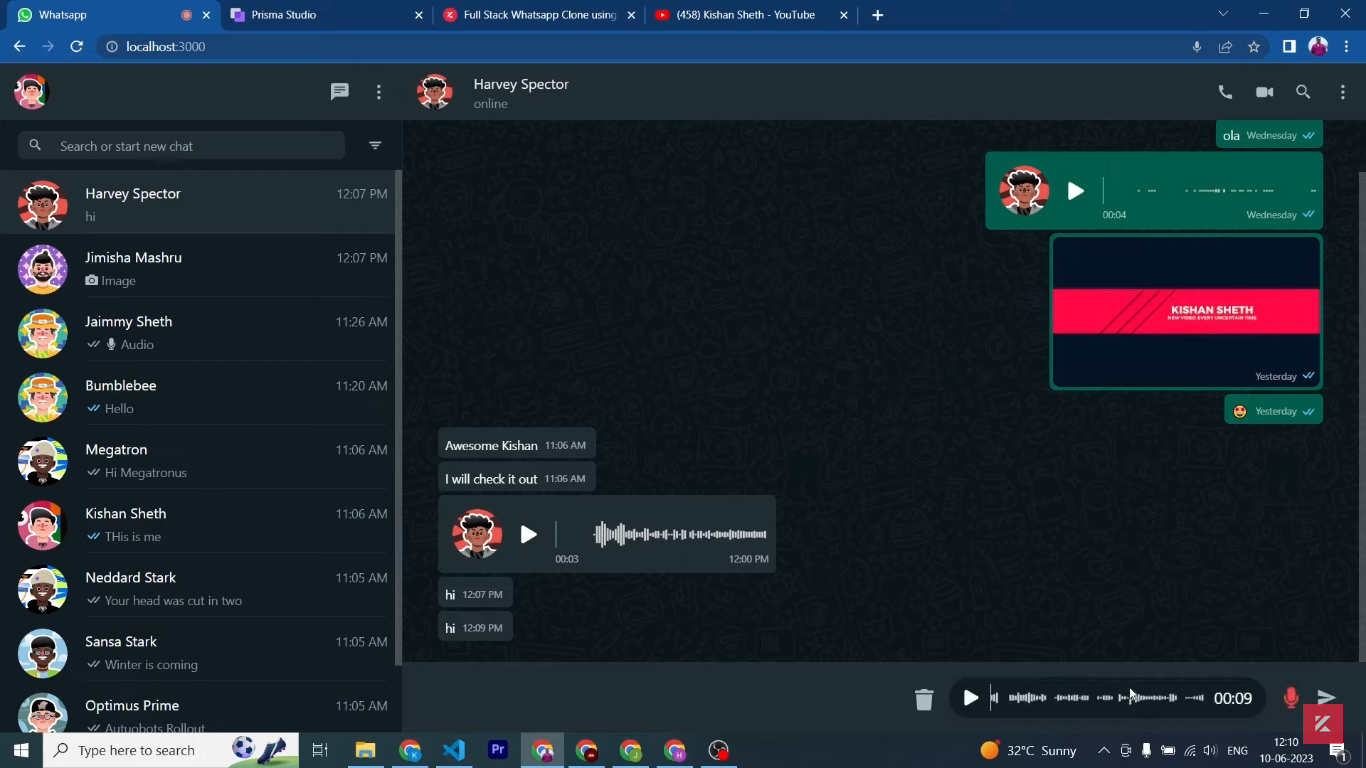 Whatsapp
Prisma Studio
Full Stack Whatsapp Clone using
(458) Kishan Sheth - YouTube
localhost:3000
Search or start new chat
Harvey Spector 12:07 PM
hi
Jimisha Mashru 12:07 PM
Image
Jaimmy Sheth 11:26 AM
Audio
Bumblebee 11:20 AM
Hello
Megatron 11:06 AM
Hi Megatronus
Kishan Sheth 11:06 AM
THis is me
Neddard Stark 11:05 AM
Your head was cut in two
Sansa Stark 11:05 AM
Winter is coming
Optimus Prime 11:05 AM
Autuobots Rollout
Harvey Spector
online
ola Wednesday
00:04 Wednesday
KISHAN SHETH
NEW VIDEO EVERY UNCERTAIN TIME
Yesterday
Yesterday
Awesome Kishan 11:06 AM
I will check it out 11:06 AM
00:03 12:00 PM
hi 12:07 PM
hi 12:09 PM
00:09
Type here to search
Pr
32°C Sunny
ENG
12:10
10-06-2023
1